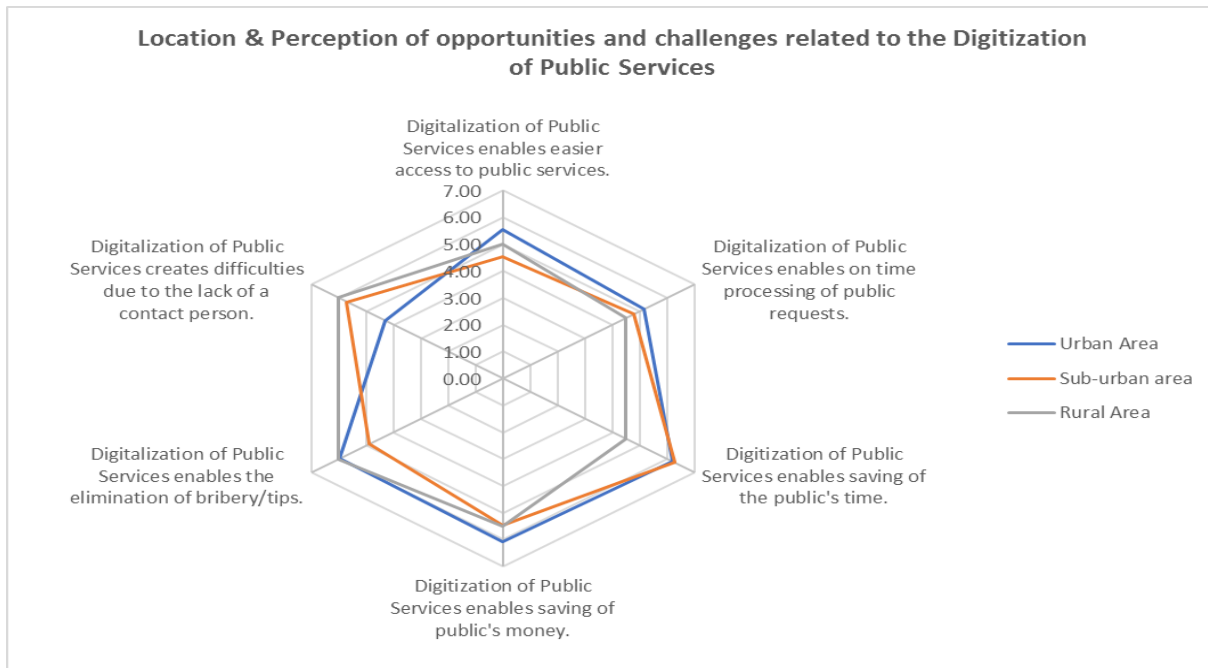 Location & Perception of opportunities and challenges related to the Digitization
of Public Services
Digitalization of Public
Services enables easier
access to public services.
7.00
6.00
5.00
4.00
3.00
2.00
1.00
0.00
Digitalization of Public
Services enables on time
processing of public
requests.
Digitization of Public
Services enables saving of
the public's time.
Digitization of Public
Services enables saving of
public's money.
Digitalization of Public
Services enables the
elimination of bribery/tips.
Digitalization of Public
Services creates difficulties
due to the lack of a
contact person.
Urban Area
Sub-urban area
Rural Area